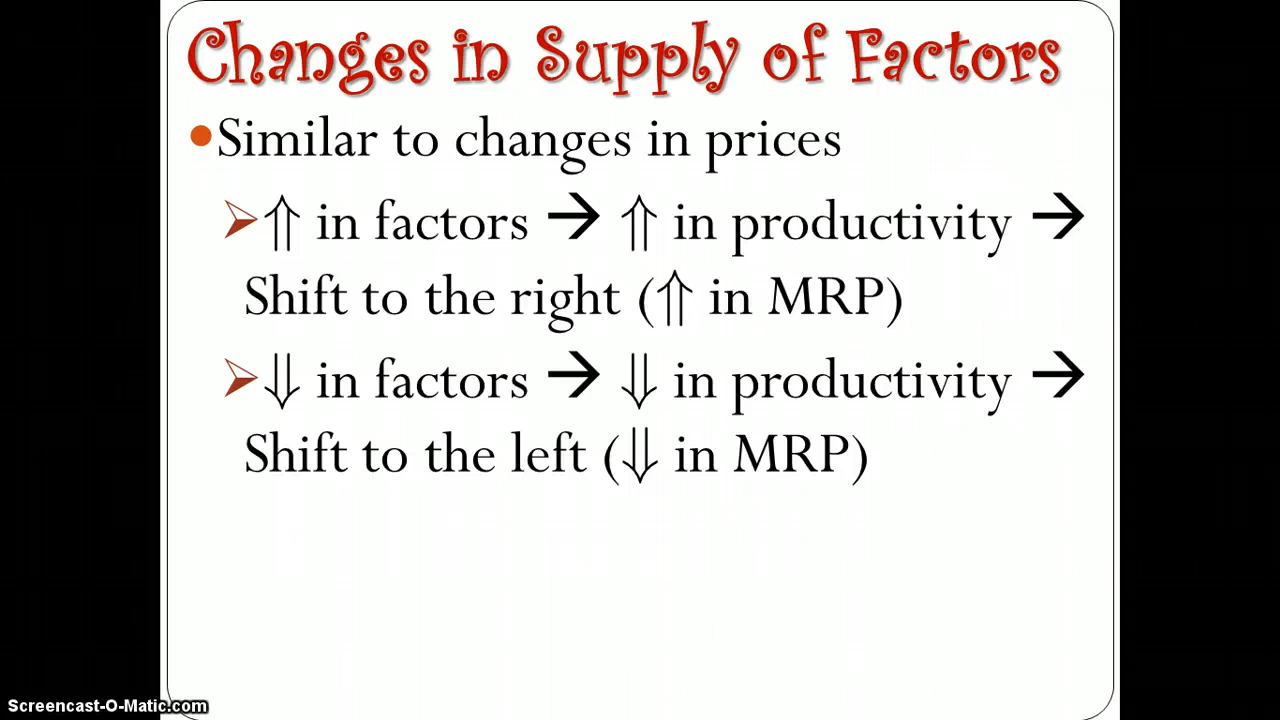 Changes in Supply of Factors
•Similar to changes in prices
➢⇑ in factors → ⇑ in productivity →
Shift to the right (⇑ in MRP)
➢⇓ in factors → ⇓ in productivity →
Shift to the left (⇓ in MRP)
Screencast-O-Matic.com